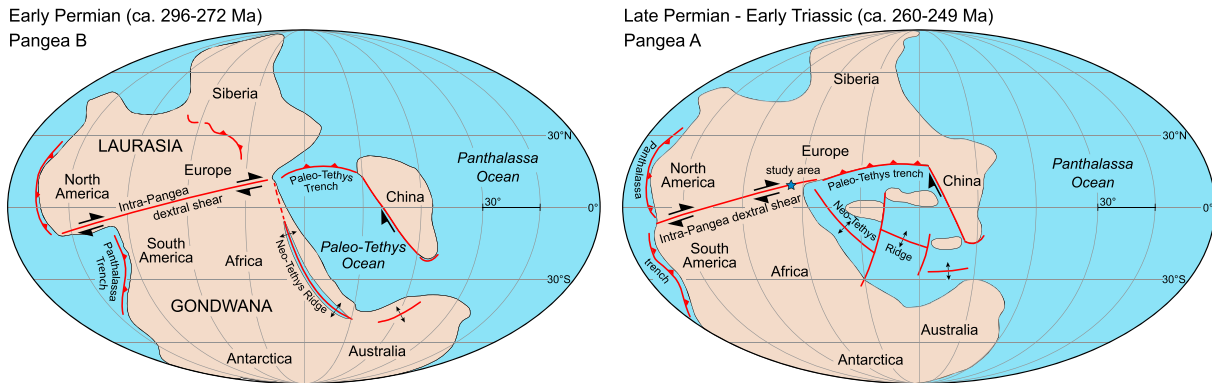 Early Permian (ca. 296-272 Ma)
Pangea B
Siberia
LAURASIA
30°N
Europe
Panthalassa
Ocean
North
America
Paleo-Tethys
Trench
China
Intra-Pangea
dextral shear
30°
0°
South
America
Panthalassa
Trench
Africa
Paleo-Tethys
Ocean
Neo-Tethys Ridge
30°S
GONDWANA
Antarctica
Australia
Late Permian - Early Triassic (ca. 260-249 Ma)
Pangea A
Siberia
30°N
Panthalassa
Europe
North
America
study area
Paleo-Tethys trench
China
Panthalassa
Ocean
30°
0°
Intra-Pangea dextral shear
Neo-Tethys
Ridge
South
America
trench
Africa
30°S
Australia
Antarctica